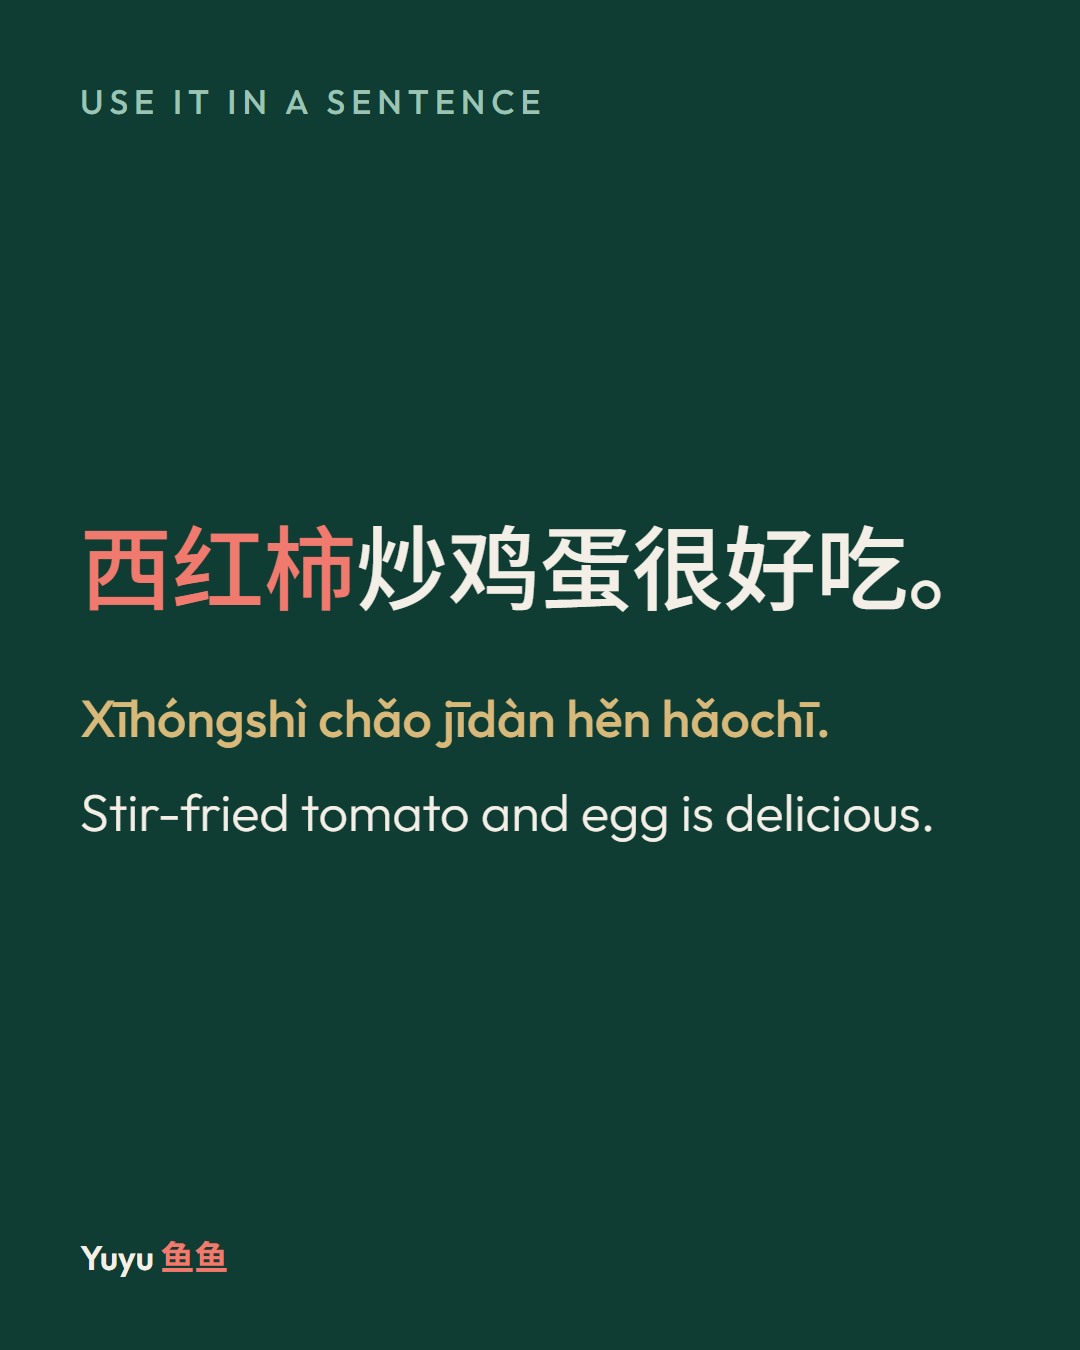 USE IT IN A SENTENCE
西红柿炒鸡蛋很好吃。
Xīhóngshì chǎo jīdàn hěn hǎochī.
Stir-fried tomato and egg is delicious.
Yuyu 鱼鱼